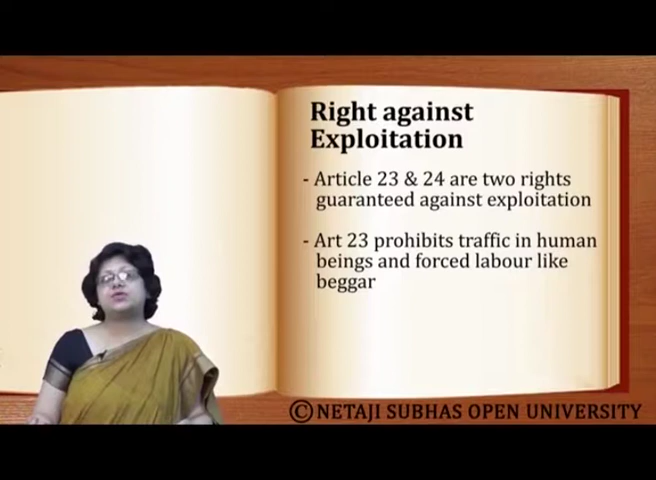 Right against
Exploitation
- Article 23 & 24 are two rights
guaranteed against exploitation
- Art 23 prohibits traffic in human
beings and forced labour like
beggar
©NETAJI SUBHAS OPEN UNIVERSITY